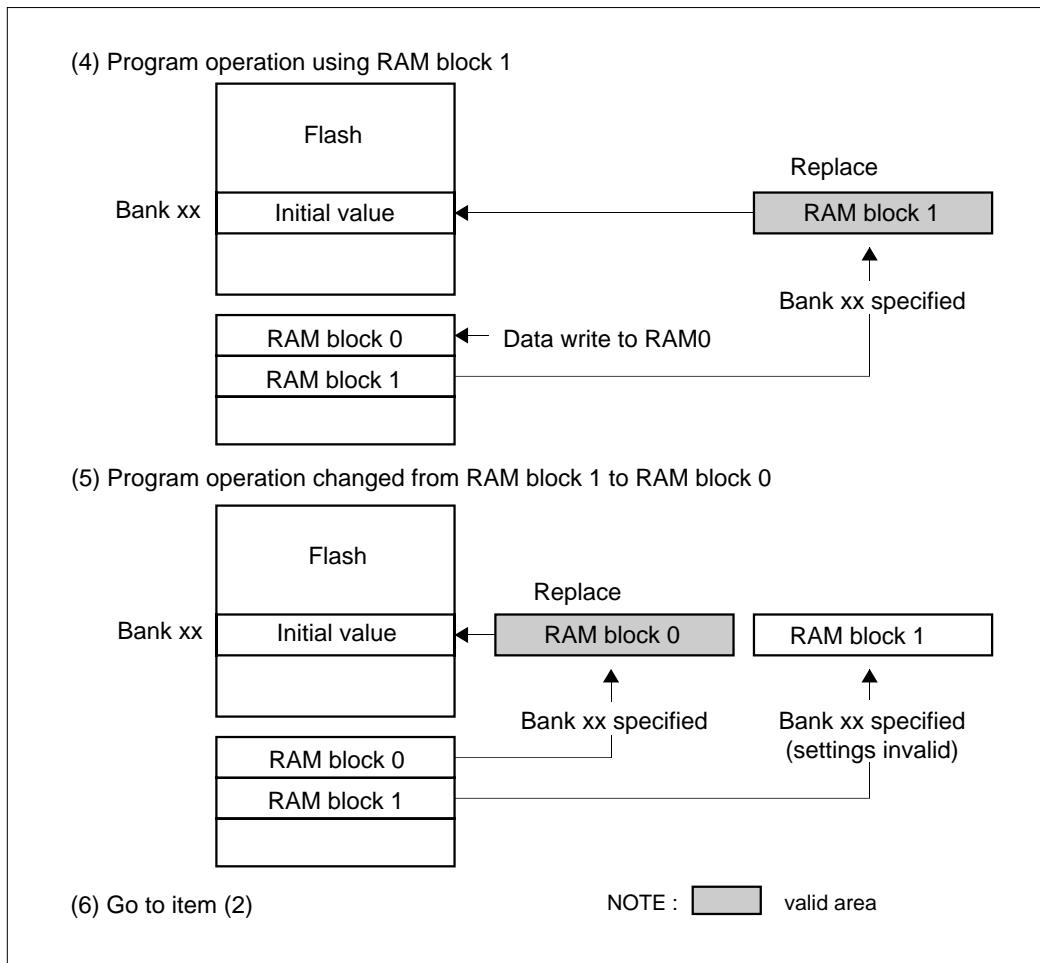 (4) Program operation using RAM block 1
Flash
Replace
Bank xx
Initial value
RAM block 1
Bank xx specified
RAM block 0
Data write to RAM0
RAM block 1
(5) Program operation changed from RAM block 1 to RAM block 0
Flash
Replace
Bank xx
Initial value
RAM block 0
RAM block 1
Bank xx specified
Bank xx specified
(settings invalid)
RAM block 0
RAM block 1
(6) Go to item (2)
NOTE :
valid area